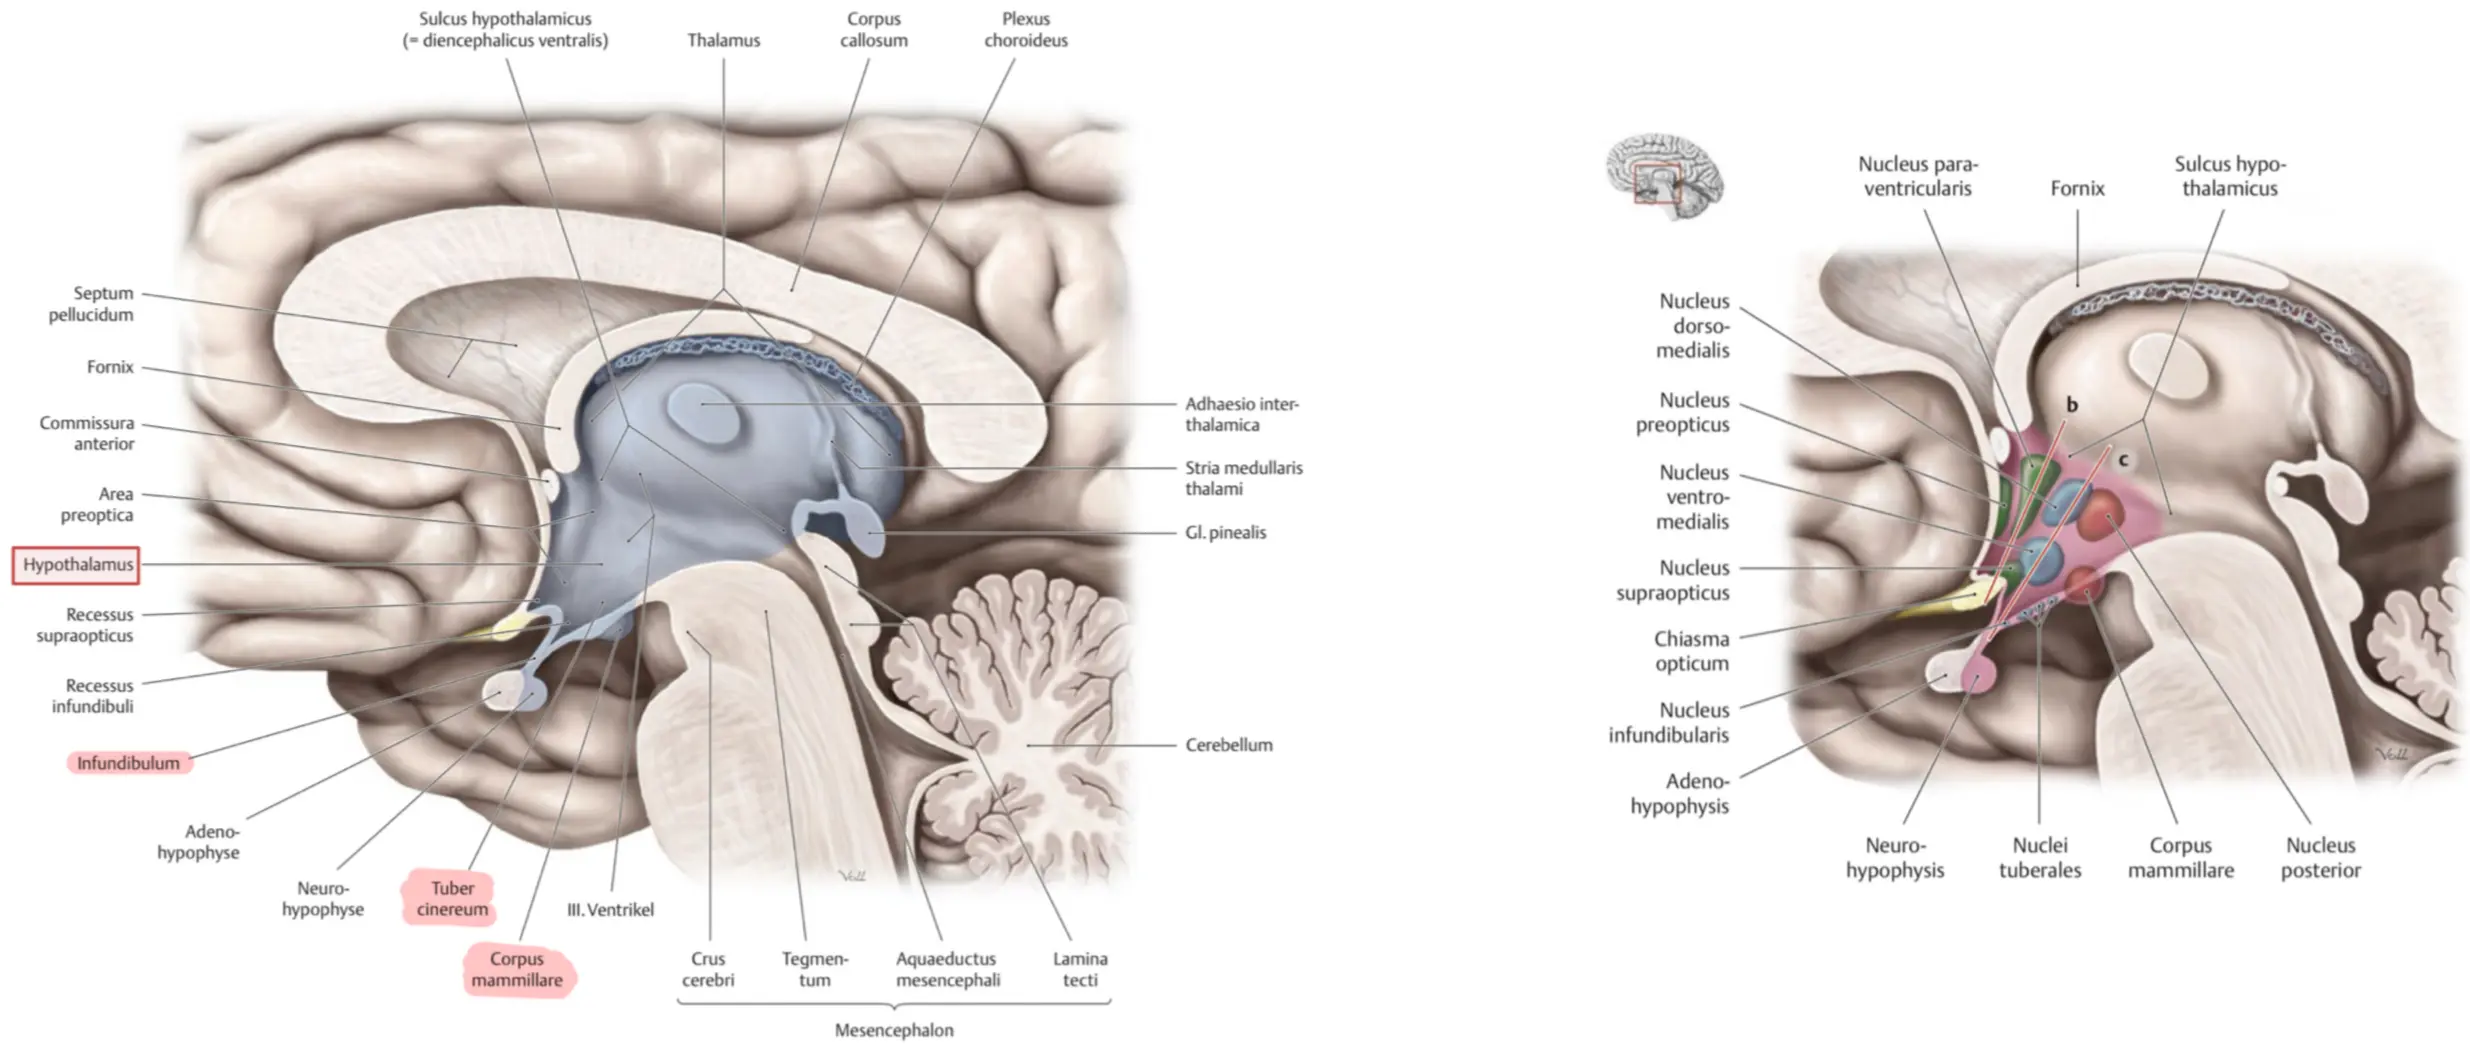 Sulcus hypothalamicus
(= diencephalicus ventralis)
Thalamus
Corpus
callosum
Plexus
choroideus
Septum
pellucidum
Fornix
Commissura
anterior
Area
preoptica
Hypothalamus
Recessus
supraopticus
Recessus
infundibuli
Infundibulum
Adeno-
hypophyse
Neuro-
hypophyse
Tuber
cinereum
Corpus
mammillare
III. Ventrikel
Crus
cerebri
Tegmen-
tum
Aquaeductus
mesencephali
Lamina
tecti
Mesencephalon
Adhaesio inter-
thalamica
Stria medullaris
thalami
Gl. pinealis
Cerebellum
Voll
Nucleus para-
ventricularis
Fornix
Sulcus hypo-
thalamicus
Nucleus
dorso-
medialis
Nucleus
preopticus
Nucleus
ventro-
medialis
Nucleus
supraopticus
Chiasma
opticum
Nucleus
infundibularis
Adeno-
hypophysis
Neuro-
hypophysis
Nuclei
tuberales
Corpus
mammillare
Nucleus
posterior
b
c
Voll